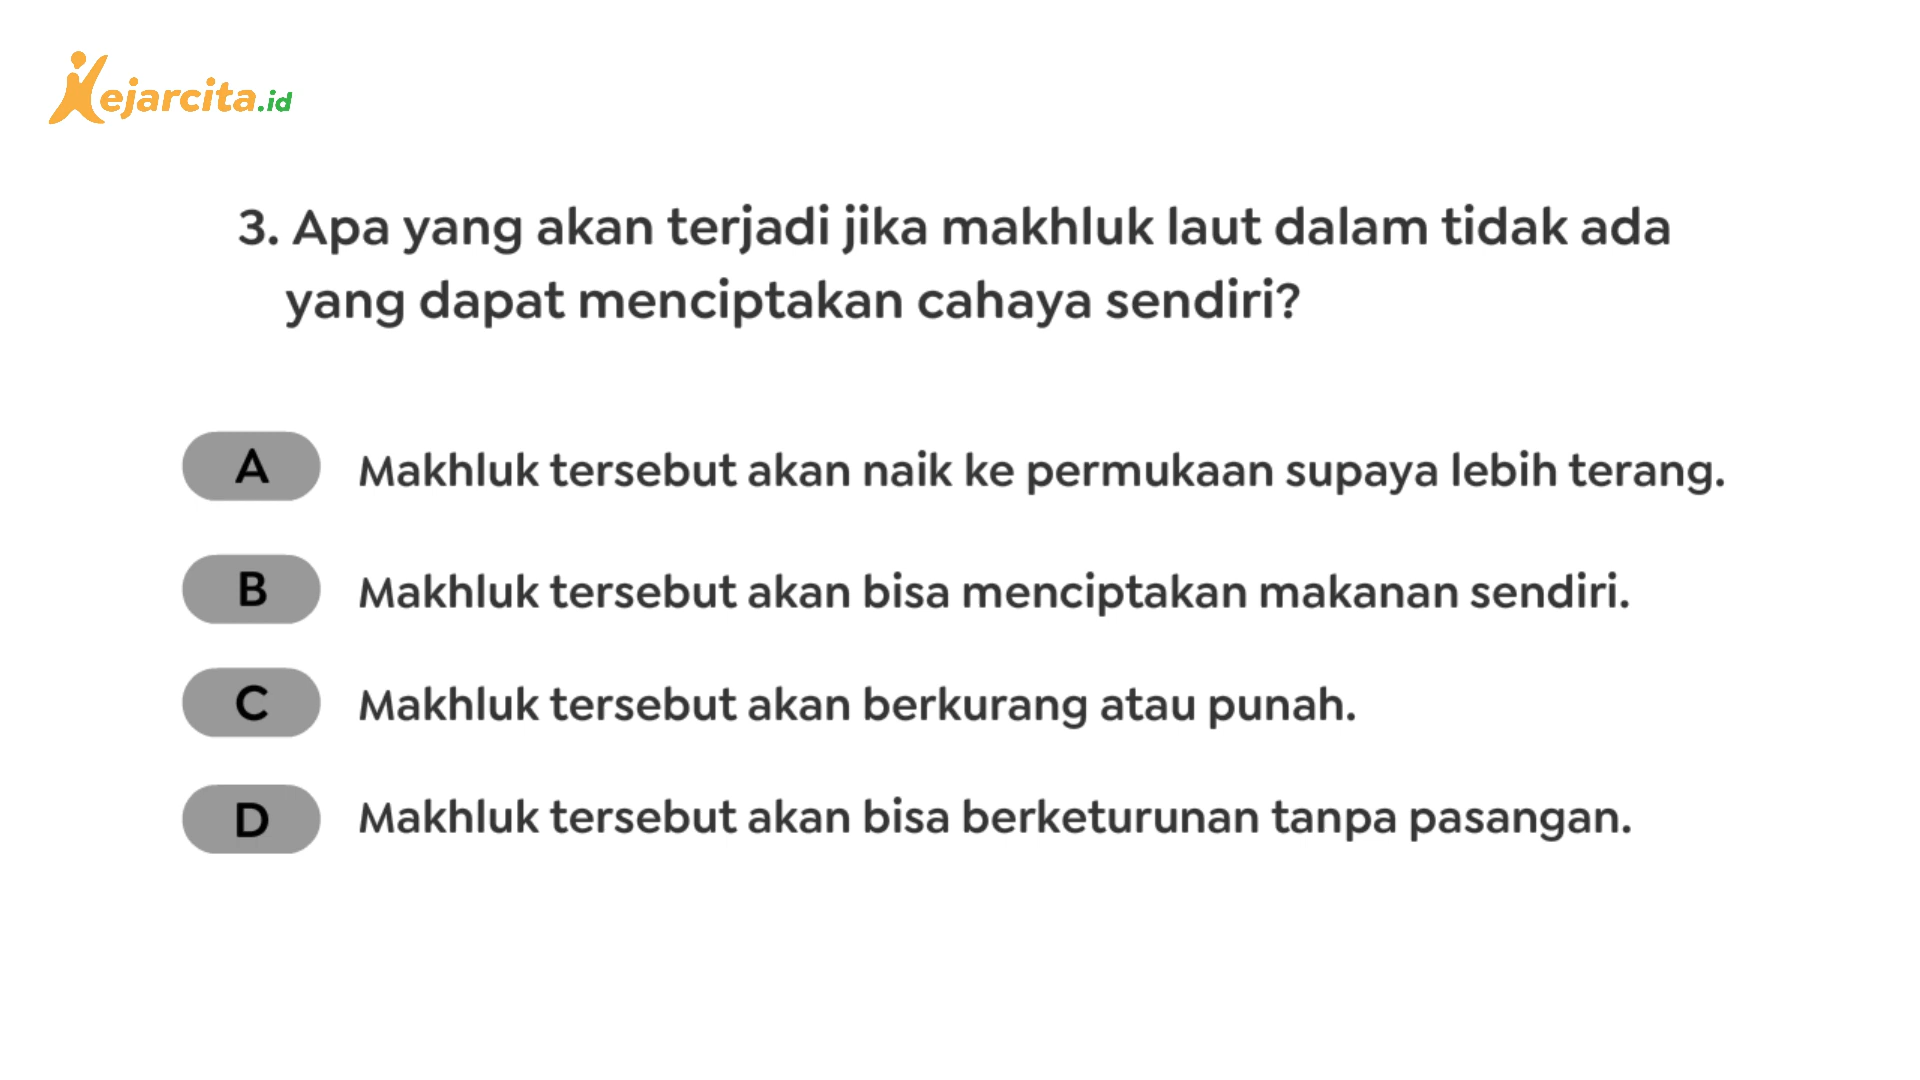 Kejarcita.id
3. Apa yang akan terjadi jika makhluk laut dalam tidak ada
yang dapat menciptakan cahaya sendiri?
A Makhluk tersebut akan naik ke permukaan supaya lebih terang.
B Makhluk tersebut akan bisa menciptakan makanan sendiri.
C Makhluk tersebut akan berkurang atau punah.
D Makhluk tersebut akan bisa berketurunan tanpa pasangan.